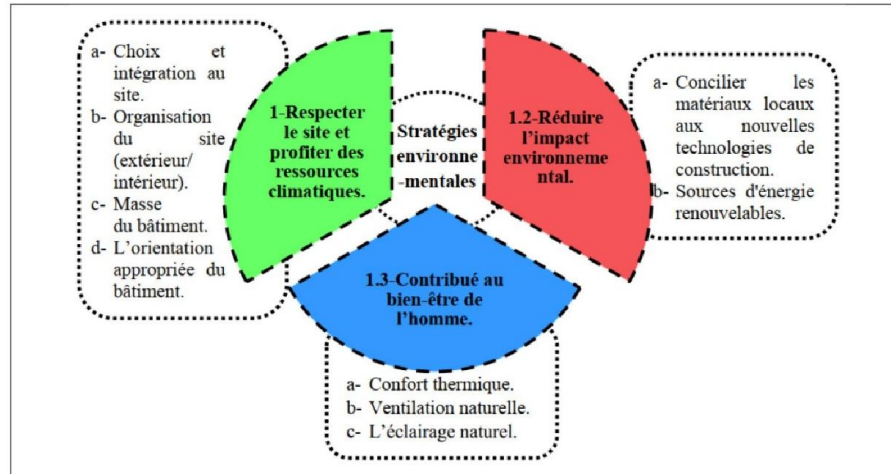 a- Choix et
intégration au
site.
b- Organisation
du site
(extérieur/
intérieur).
c- Masse
du bâtiment.
d- L'orientation
appropriée du
bâtiment.
1-Respecter
le site et
profiter des
ressources
climatiques.
Stratégies
environne
-mentales
1.2-Réduire
l'impact
environneme
ntal.
a- Concilier les
matériaux locaux
aux nouvelles
technologies de
construction.
b- Sources d'énergie
renouvelables.
1.3-Contribué au
bien-être de
l'homme.
a- Confort thermique.
b- Ventilation naturelle.
c- L'éclairage naturel.